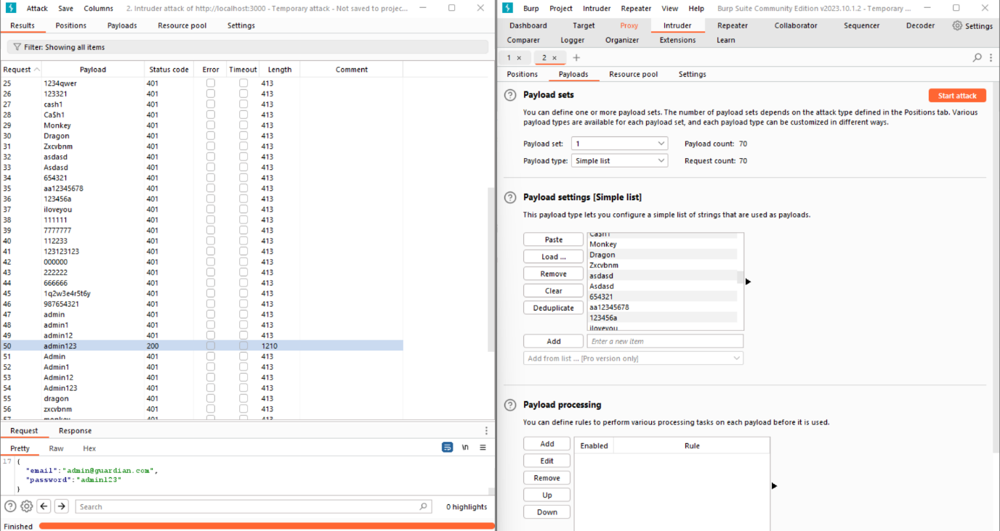 Attack Save Columns 2. Intruder attack of http://localhost:3000 - Temporary attack - Not saved to projec...
Results Positions Payloads Resource pool Settings
Filter: Showing all items
Request Payload Status code Error Timeout Length Comment
25 1234qwer 401 413
26 123321 401 413
27 cash1 401 413
28 Ca$h1 401 413
29 Monkey 401 413
30 Dragon 401 413
31 Zxcvbnm 401 413
32 asdasd 401 413
33 Asdasd 401 413
34 654321 401 413
35 aa12345678 401 413
36 123456a 401 413
37 iloveyou 401 413
38 111111 401 413
39 7777777 401 413
40 112233 401 413
41 123123123 401 413
42 000000 401 413
43 222222 401 413
44 666666 401 413
45 1q2w3e4r5t6y 401 413
46 987654321 401 413
47 admin 401 413
48 admin1 401 413
49 admin12 401 413
50 admin123 200 1210
51 Admin 401 413
52 Admin1 401 413
53 Admin12 401 413
54 Admin123 401 413
55 dragon 401 413
56 zxcvbnm 401 413
57 monkey 401 413
Request Response
Pretty Raw Hex
\n
17 {
"email":"admin@guardian.com",
"password":"admin123"
}
Search 0 highlights
Finished
Burp Project Intruder Repeater View Help Burp Suite Community Edition v2023.10.1.2 - Temporary ...
Dashboard Target Proxy Intruder Repeater Collaborator Sequencer Decoder Settings
Comparer Logger Organizer Extensions Learn
1 × 2 × +
Positions Payloads Resource pool Settings
? Payload sets Start attack
You can define one or more payload sets. The number of payload sets depends on the attack type defined in the Positions tab. Various
payload types are available for each payload set, and each payload type can be customized in different ways.
Payload set: 1 Payload count: 70
Payload type: Simple list Request count: 70
? Payload settings [Simple list]
This payload type lets you configure a simple list of strings that are used as payloads.
Paste
Load ...
Remove
Clear
Deduplicate
Ca$h1
Monkey
Dragon
Zxcvbnm
asdasd
Asdasd
654321
aa12345678
123456a
iloveyou
Add Enter a new item
Add from list ... [Pro version only]
? Payload processing
You can define rules to perform various processing tasks on each payload before it is used.
Add
Edit
Remove
Up
Down
Enabled Rule